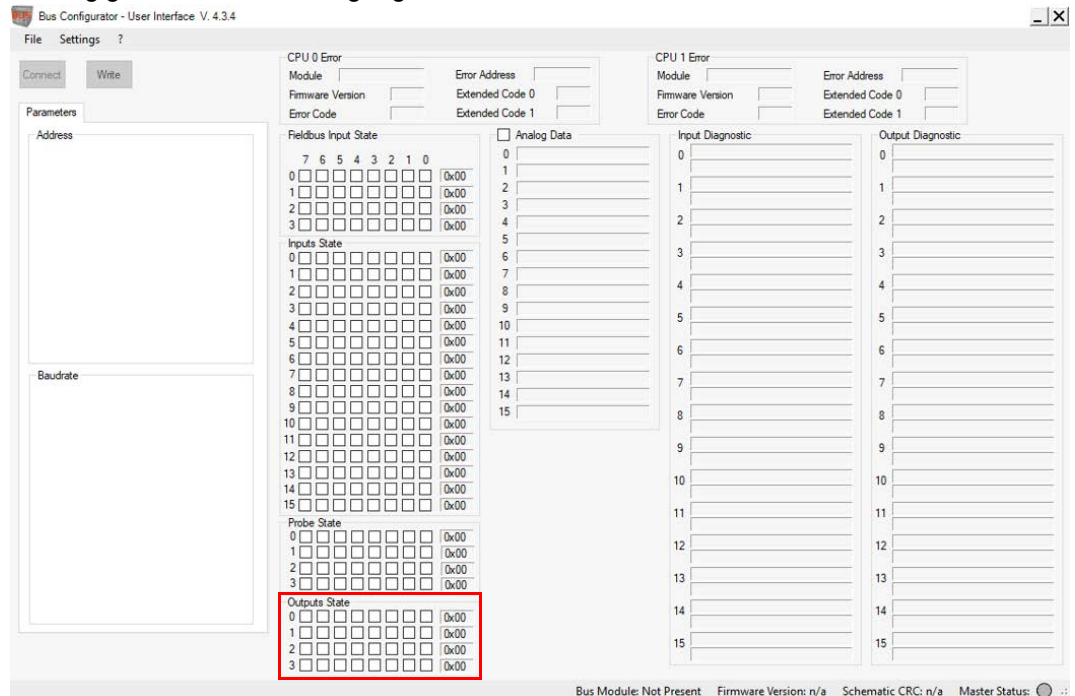 Bus Configurator - User Interface V. 4.3.4
File Settings ?
Connect Write
Parameters
Address
Baudrate
CPU 0 Error
Module Error Address
Firmware Version Extended Code 0
Error Code Extended Code 1
CPU 1 Error
Module Error Address
Firmware Version Extended Code 0
Error Code Extended Code 1
Fieldbus Input State
7 6 5 4 3 2 1 0
0 0x00
1 0x00
2 0x00
3 0x00
Inputs State
0 0x00
1 0x00
2 0x00
3 0x00
4 0x00
5 0x00
6 0x00
7 0x00
8 0x00
9 0x00
10 0x00
11 0x00
12 0x00
13 0x00
14 0x00
15 0x00
Probe State
0 0x00
1 0x00
2 0x00
3 0x00
Outputs State
0 0x00
1 0x00
2 0x00
3 0x00
Analog Data
0
1
2
3
4
5
6
7
8
9
10
11
12
13
14
15
Input Diagnostic
0
1
2
3
4
5
6
7
8
9
10
11
12
13
14
15
Output Diagnostic
0
1
2
3
4
5
6
7
8
9
10
11
12
13
14
15
Bus Module: Not Present Firmware Version: n/a Schematic CRC: n/a Master Status: